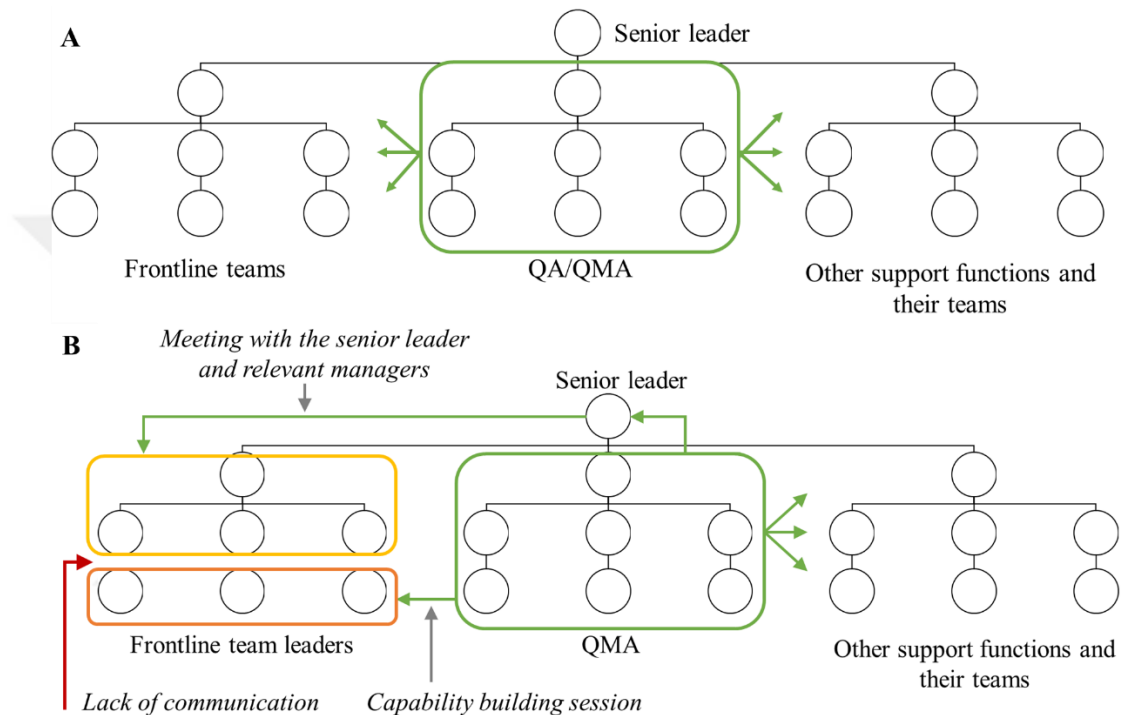 A
Senior leader
Frontline teams
QA/QMA
Other support functions and
their teams
B
Meeting with the senior leader
and relevant managers
Senior leader
Frontline team leaders
QMA
Other support functions and
their teams
Lack of communication
Capability building session